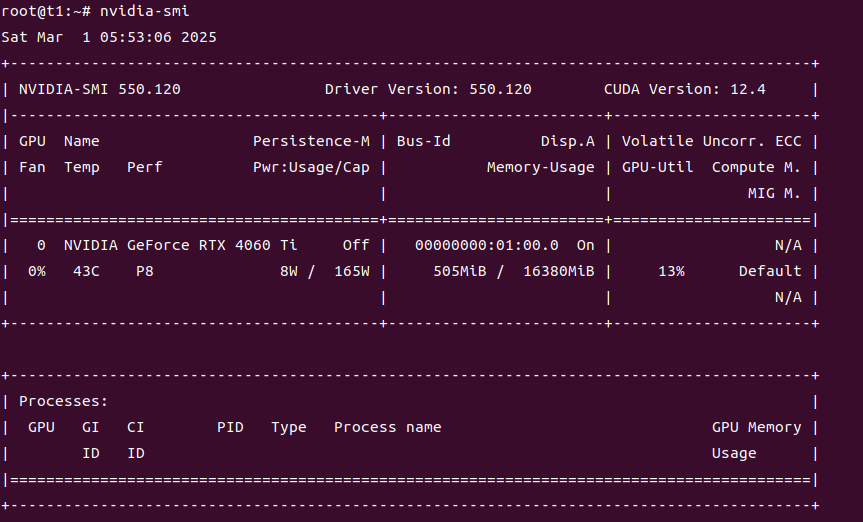 root@t1:~# nvidia-smi
Sat Mar  1 05:53:06 2025
+-----------------------------------------------------------------------------------------+
| NVIDIA-SMI 550.120                Driver Version: 550.120        CUDA Version: 12.4     |
|-----------------------------------------+------------------------+----------------------+
| GPU  Name                 Persistence-M | Bus-Id          Disp.A | Volatile Uncorr. ECC |
| Fan  Temp   Perf          Pwr:Usage/Cap |           Memory-Usage | GPU-Util  Compute M. |
|                                         |                        |               MIG M. |
|=========================================+========================+======================|
|   0  NVIDIA GeForce RTX 4060 Ti     Off |   00000000:01:00.0  On |                  N/A |
|  0%   43C    P8              8W /  165W |     505MiB /  16380MiB |     13%      Default |
|                                         |                        |                  N/A |
+-----------------------------------------+------------------------+----------------------+

+-----------------------------------------------------------------------------------------+
| Processes:                                                                              |
|  GPU   GI   CI        PID   Type   Process name                              GPU Memory |
|        ID   ID                                                               Usage      |
|=========================================================================================|
+-----------------------------------------------------------------------------------------+